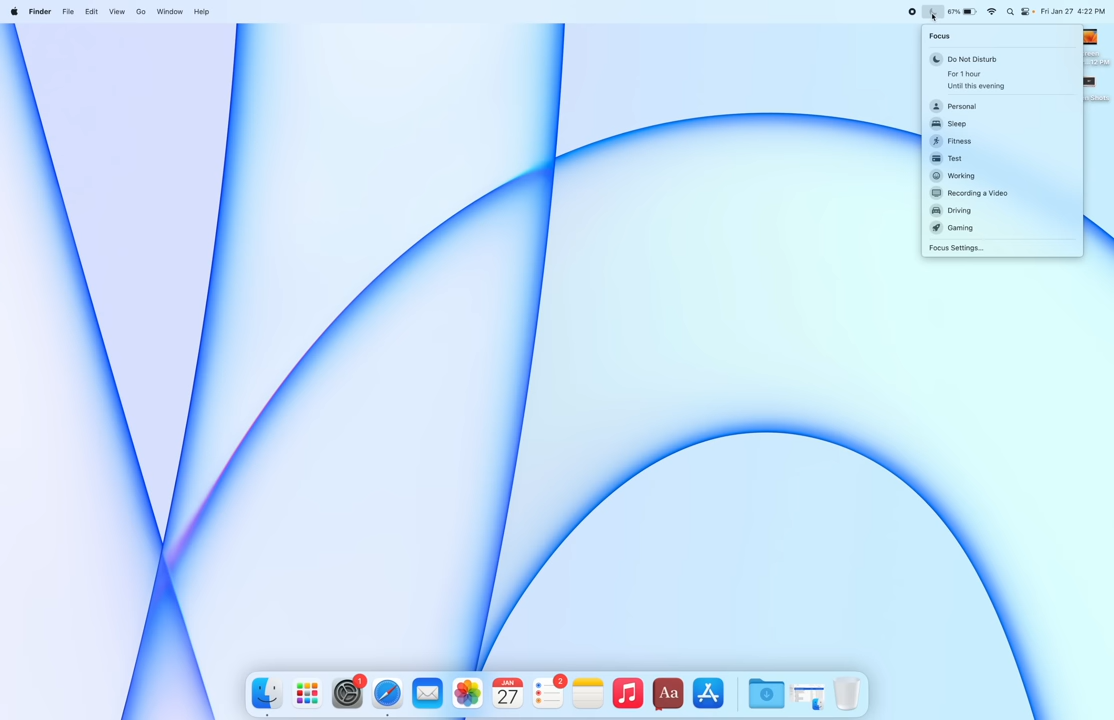 Finder File Edit View Go Window Help 67% Fri Jan 27 4:22 PM
Focus
Do Not Disturb
For 1 hour
Until this evening
Personal
Sleep
Fitness
Test
Working
Recording a Video
Driving
Gaming
Focus Settings...
12 PM
1
2
JAN
27
Aa